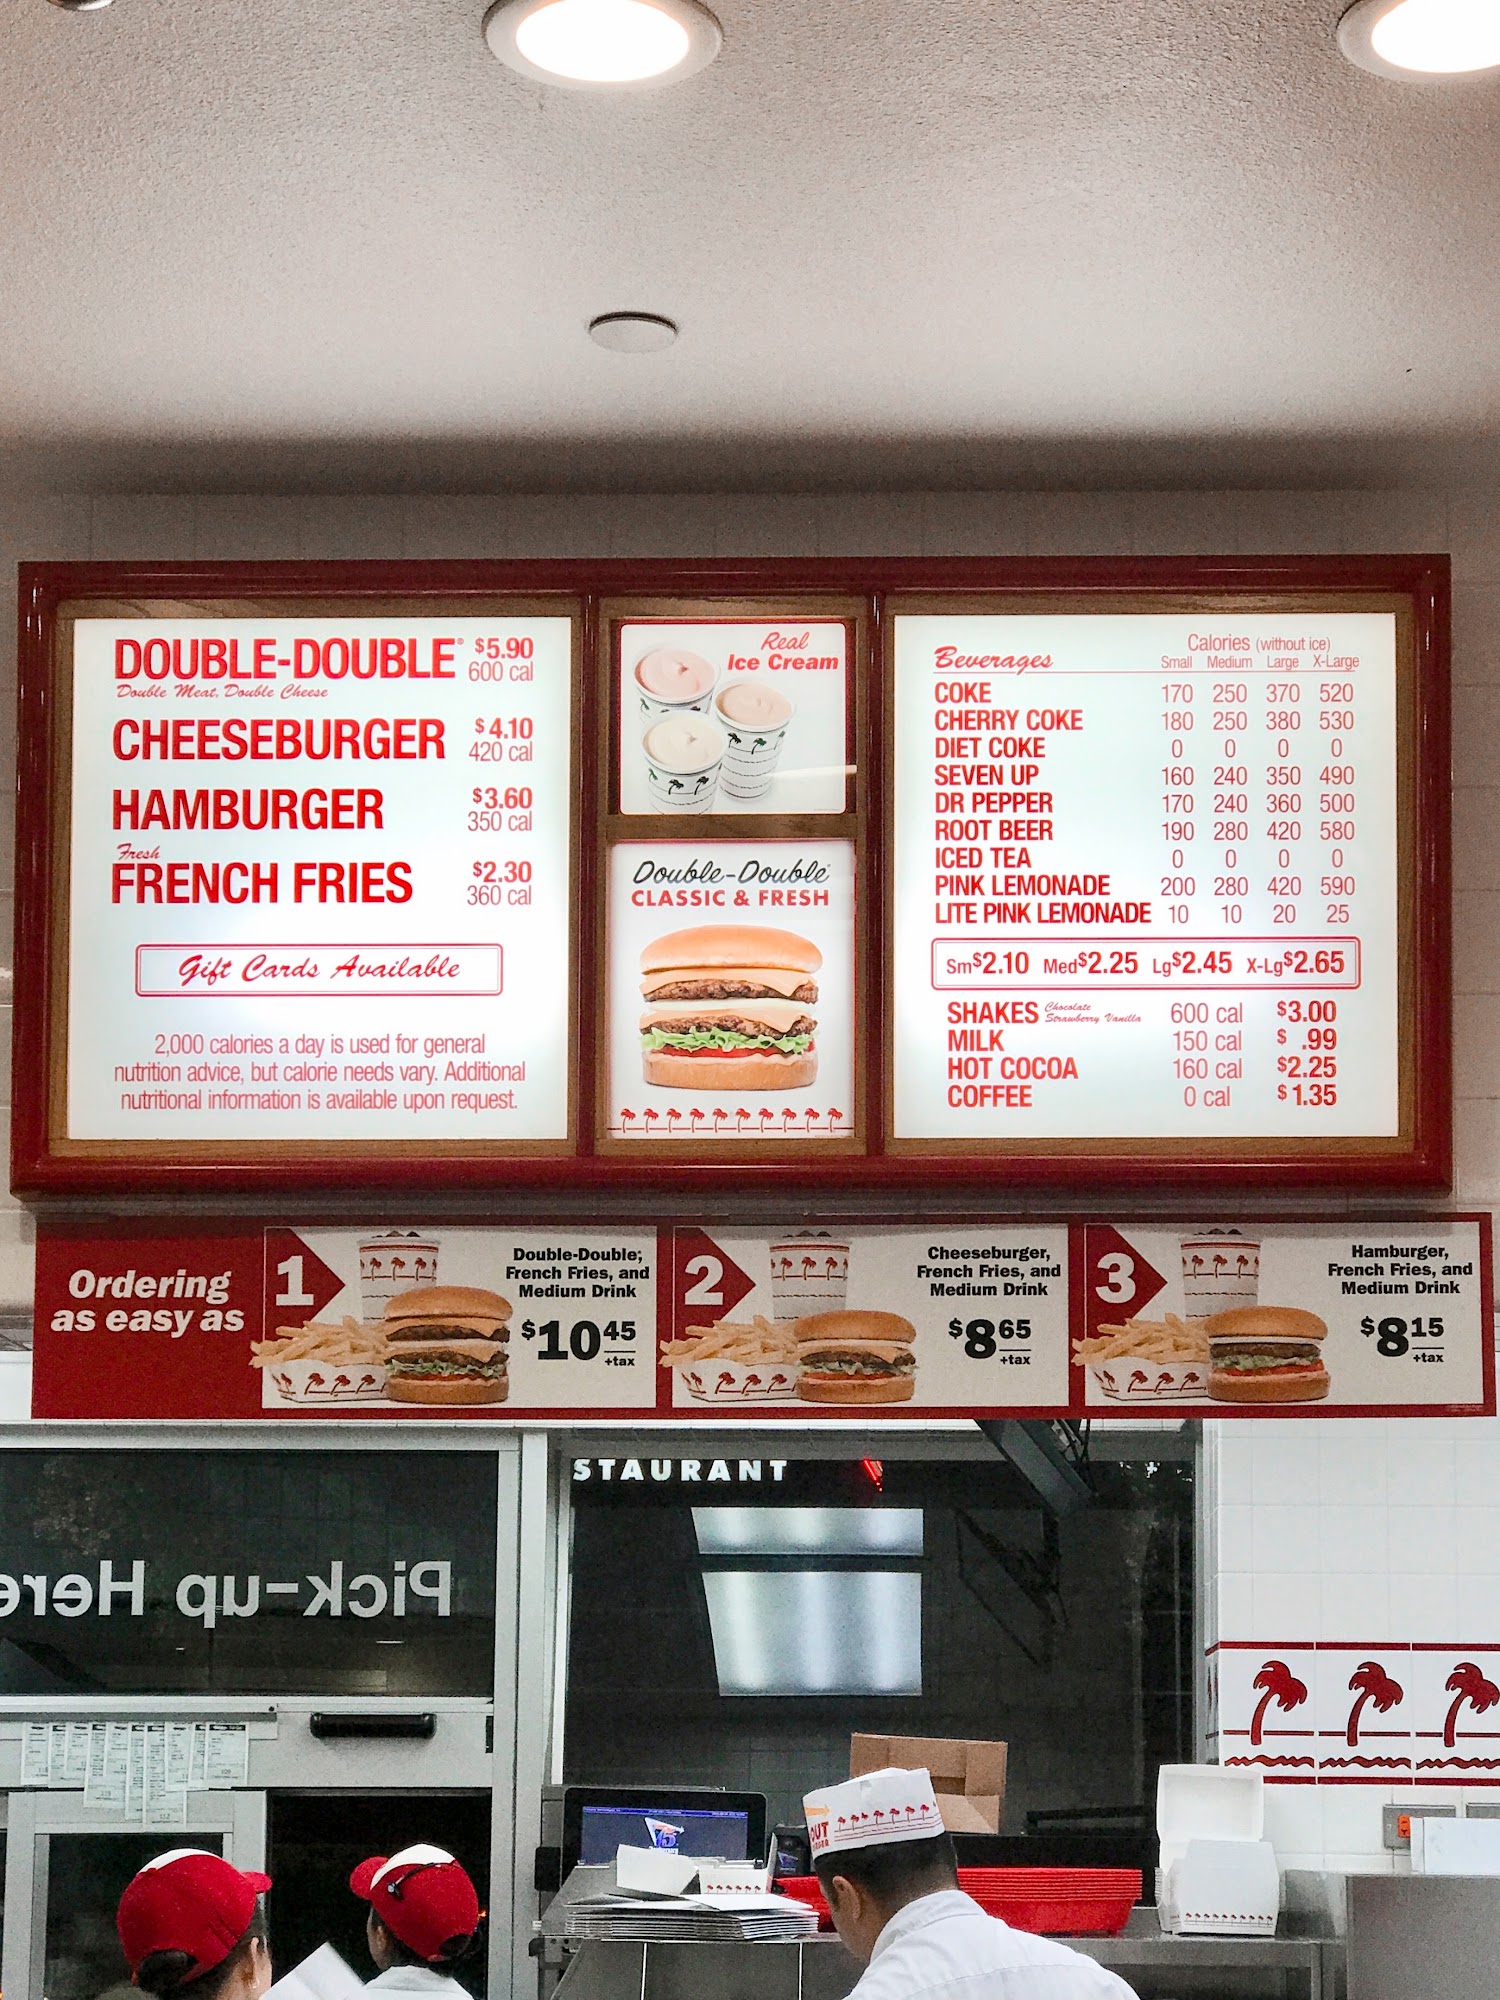 DOUBLE-DOUBLE® $5.90
Double Meat, Double Cheese 600 cal
CHEESEBURGER $4.10
420 cal
HAMBURGER $3.60
350 cal
Fresh
FRENCH FRIES $2.30
360 cal
Gift Cards Available
2,000 calories a day is used for general
nutrition advice, but calorie needs vary. Additional
nutritional information is available upon request.
Real
Ice Cream
Double-Double®
CLASSIC & FRESH
Beverages Calories (without ice)
Small Medium Large X-Large
COKE 170 250 370 520
CHERRY COKE 180 250 380 530
DIET COKE 0 0 0 0
SEVEN UP 160 240 350 490
DR PEPPER 170 240 360 500
ROOT BEER 190 280 420 580
ICED TEA 0 0 0 0
PINK LEMONADE 200 280 420 590
LITE PINK LEMONADE 10 10 20 25
Sm$2.10 Med$2.25 Lg$2.45 X-Lg$2.65
SHAKES Chocolate Strawberry Vanilla 600 cal $3.00
MILK 150 cal $ .99
HOT COCOA 160 cal $2.25
COFFEE 0 cal $1.35
Ordering
as easy as
1
Double-Double,
French Fries, and
Medium Drink
$10 45
+tax
2
Cheeseburger,
French Fries, and
Medium Drink
$8 65
+tax
3
Hamburger,
French Fries, and
Medium Drink
$8 15
+tax
STAURANT
Pick-up Here
OUT